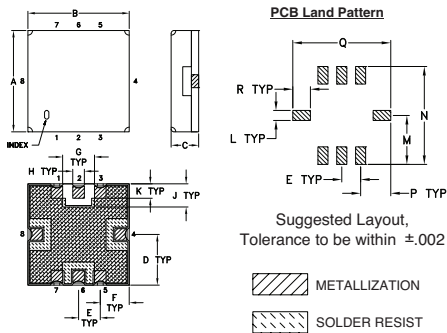 PCB Land Pattern
B
7 6 5
A
8
4
INDEX
1 2 3
C
Q
R TYP
L TYP
N
M
E TYP
P TYP
G
TYP
H TYP
1 2 3
K TYP
J TYP
8
4
D TYP
7 6 5
F TYP
E
TYP
Suggested Layout,
Tolerance to be within ±.002
METALLIZATION
SOLDER RESIST